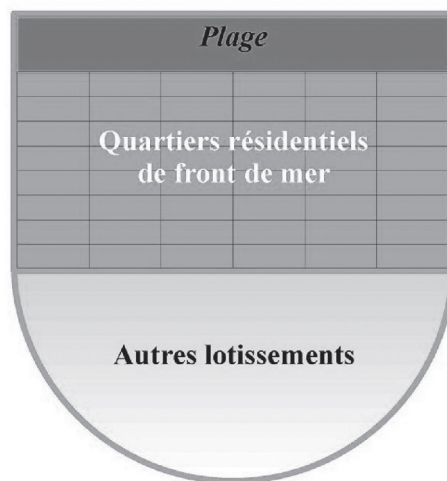 Plage
Quartiers résidentiels
de front de mer
Autres lotissements